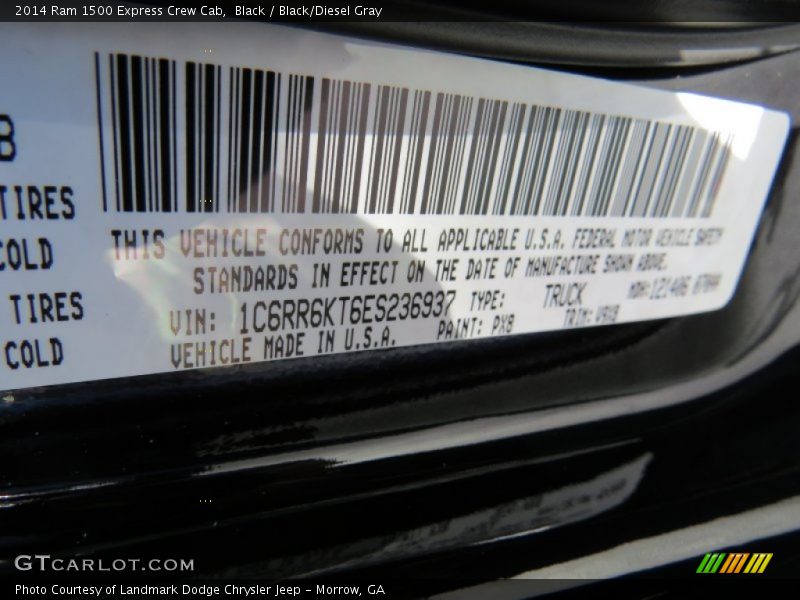 2014 Ram 1500 Express Crew Cab,  Black / Black/Diesel Gray
B
TIRES
COLD
TIRES
COLD
THIS VEHICLE CONFORMS TO ALL APPLICABLE U.S.A. FEDERAL MOTOR VEHICLE SAFETY
STANDARDS IN EFFECT ON THE DATE OF MANUFACTURE SHOWN ABOVE.
VIN: 1C6RR6KT6ES236937 TYPE: TRUCK MDH:
VEHICLE MADE IN U.S.A. PAINT: PX8 TRIM:
GTCARLOT.COM
Photo Courtesy of Landmark Dodge Chrysler Jeep – Morrow, GA